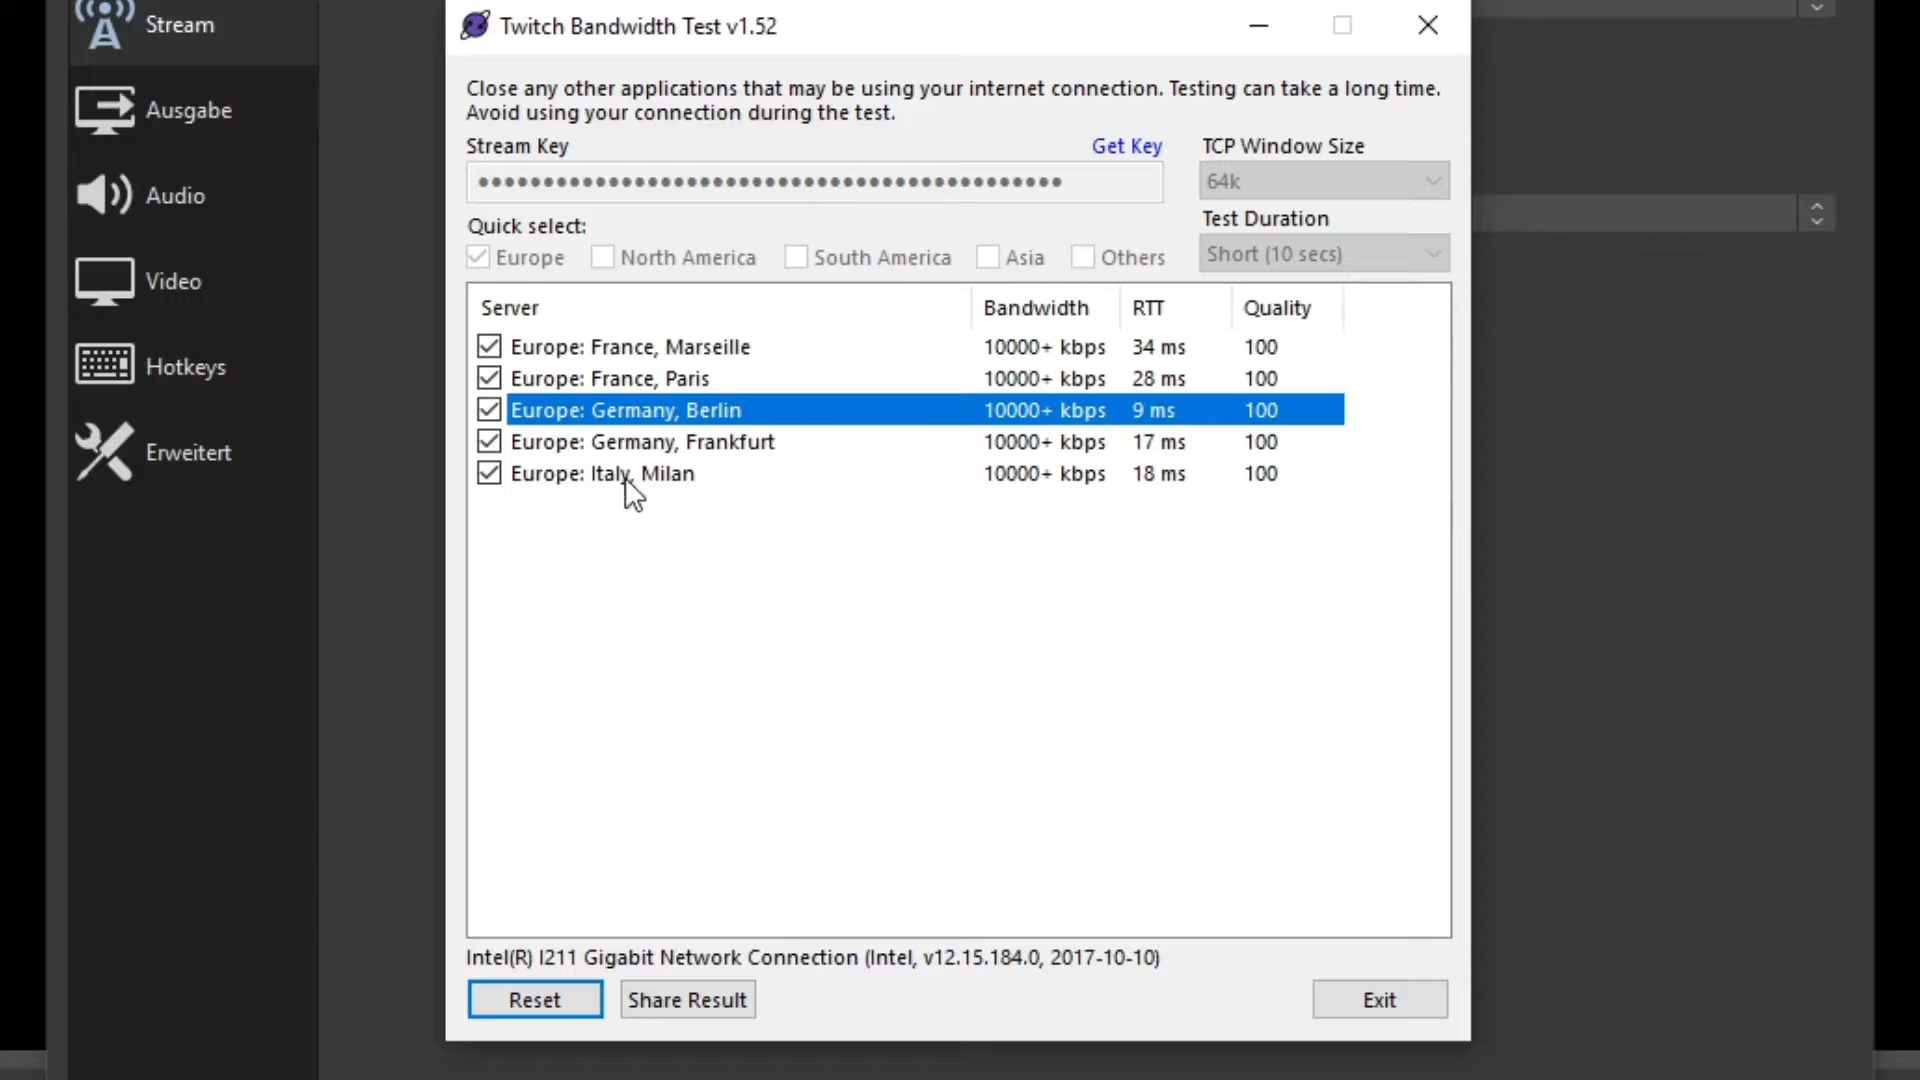 Stream
Ausgabe
Audio
Video
Hotkeys
Erweitert
Twitch Bandwidth Test v1.52
Close any other applications that may be using your internet connection. Testing can take a long time.
Avoid using your connection during the test.
Stream Key Get Key TCP Window Size
●●●●●●●●●●●●●●●●●●●●●●●●●●●●●●●●●●●●●●●●●●●●● 64k
Quick select: Test Duration
Europe North America South America Asia Others Short (10 secs)
Server Bandwidth RTT Quality
Europe: France, Marseille 10000+ kbps 34 ms 100
Europe: France, Paris 10000+ kbps 28 ms 100
Europe: Germany, Berlin 10000+ kbps 9 ms 100
Europe: Germany, Frankfurt 10000+ kbps 17 ms 100
Europe: Italy, Milan 10000+ kbps 18 ms 100
Intel(R) I211 Gigabit Network Connection (Intel, v12.15.184.0, 2017-10-10)
Reset Share Result Exit